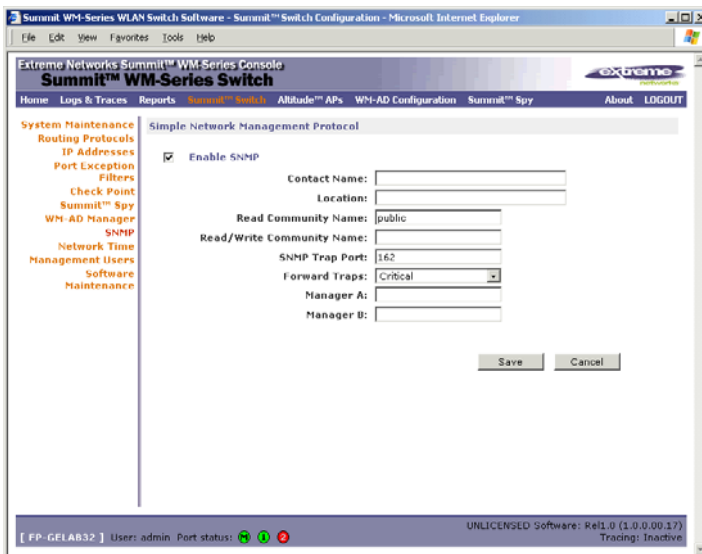 Summit WM-Series WLAN Switch Software - Summit™ Switch Configuration - Microsoft Internet Explorer
File Edit View Favorites Tools Help
Extreme Networks Summit™ WM-Series Console
Summit™ WM-Series Switch
extreme
networks
Home Logs & Traces Reports Summit™ Switch Altitude™ APs WM-AD Configuration Summit™ Spy About LOGOUT
System Maintenance
Routing Protocols
IP Addresses
Port Exception
Filters
Check Point
Summit™ Spy
WM-AD Manager
SNMP
Network Time
Management Users
Software
Maintenance
Simple Network Management Protocol
Enable SNMP
Contact Name:
Location:
Read Community Name: public
Read/Write Community Name:
SNMP Trap Port: 162
Forward Traps: Critical
Manager A:
Manager B:
Save Cancel
UNLICENSED Software: Rel1.0 (1.0.0.00.17)
[ FP-GELAB32 ] User: admin Port status: M 1 2
Tracing: Inactive